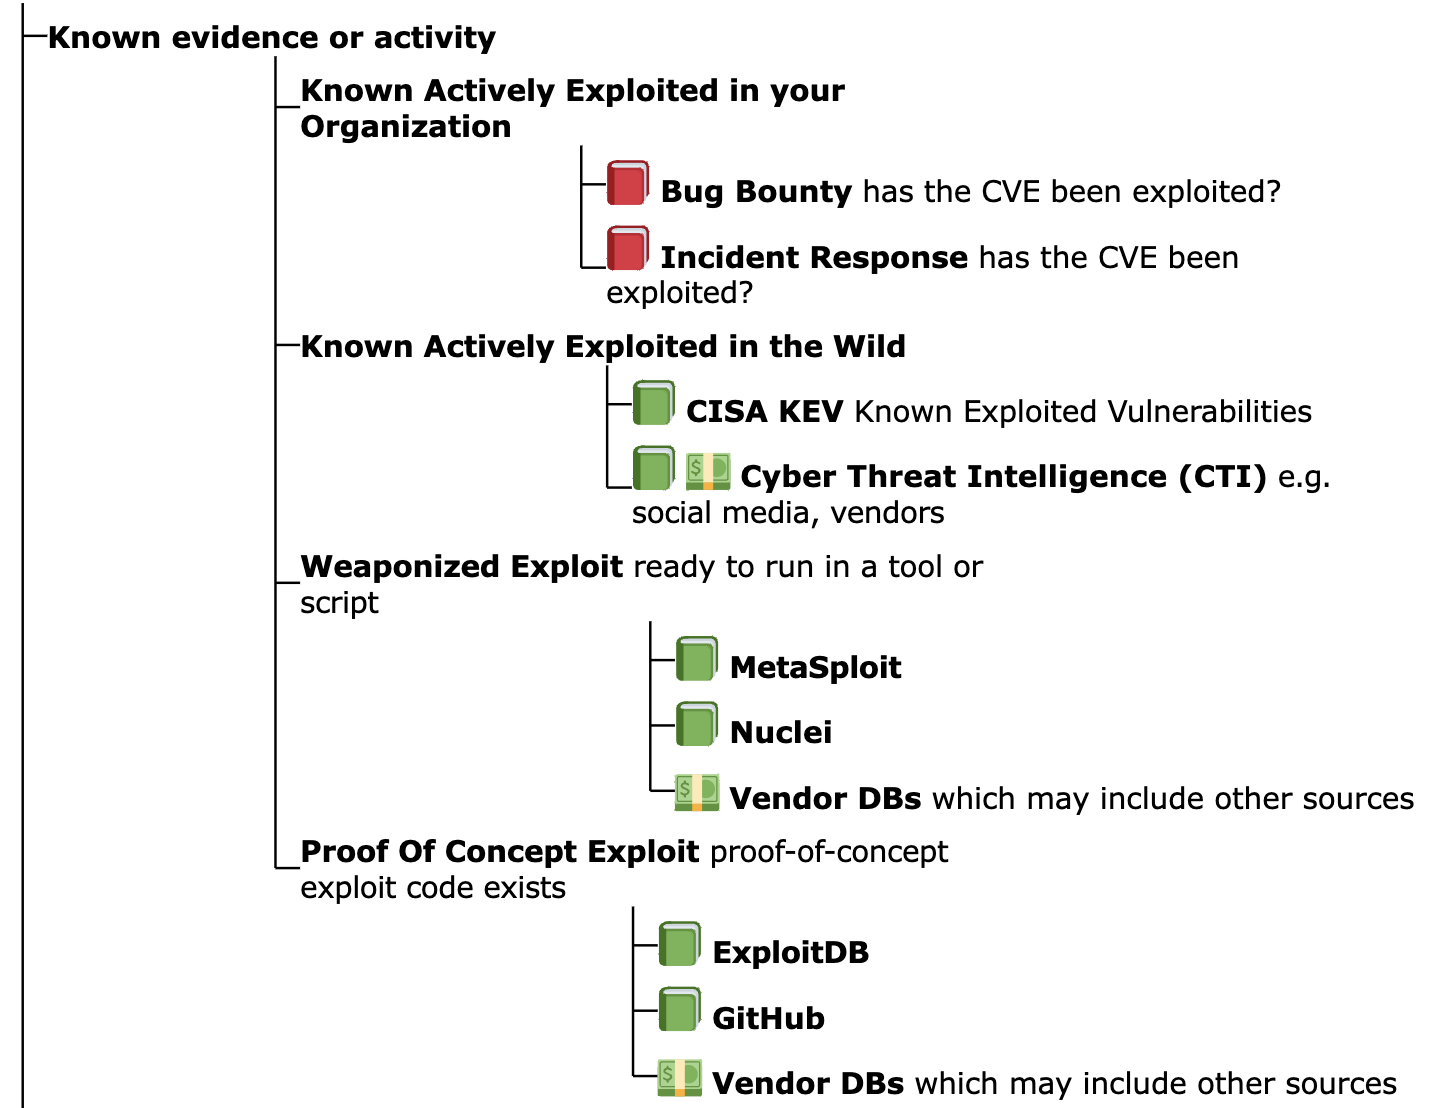 Known evidence or activity
Known Actively Exploited in your
Organization
Bug Bounty has the CVE been exploited?
Incident Response has the CVE been
exploited?
Known Actively Exploited in the Wild
CISA KEV Known Exploited Vulnerabilities
Cyber Threat Intelligence (CTI) e.g.
social media, vendors
Weaponized Exploit ready to run in a tool or
script
MetaSploit
Nuclei
Vendor DBs which may include other sources
Proof Of Concept Exploit proof-of-concept
exploit code exists
ExploitDB
GitHub
Vendor DBs which may include other sources